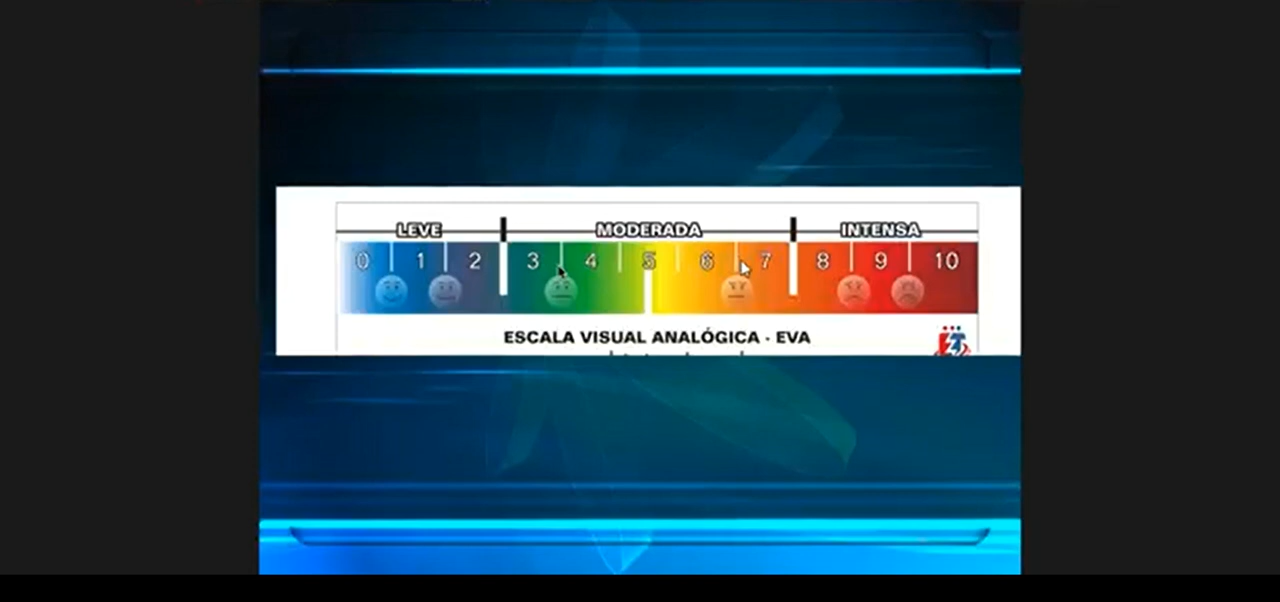 LEVE MODERADA INTENSA
0 1 2 3 4 5 6 7 8 9 10
ESCALA VISUAL ANALÓGICA - EVA